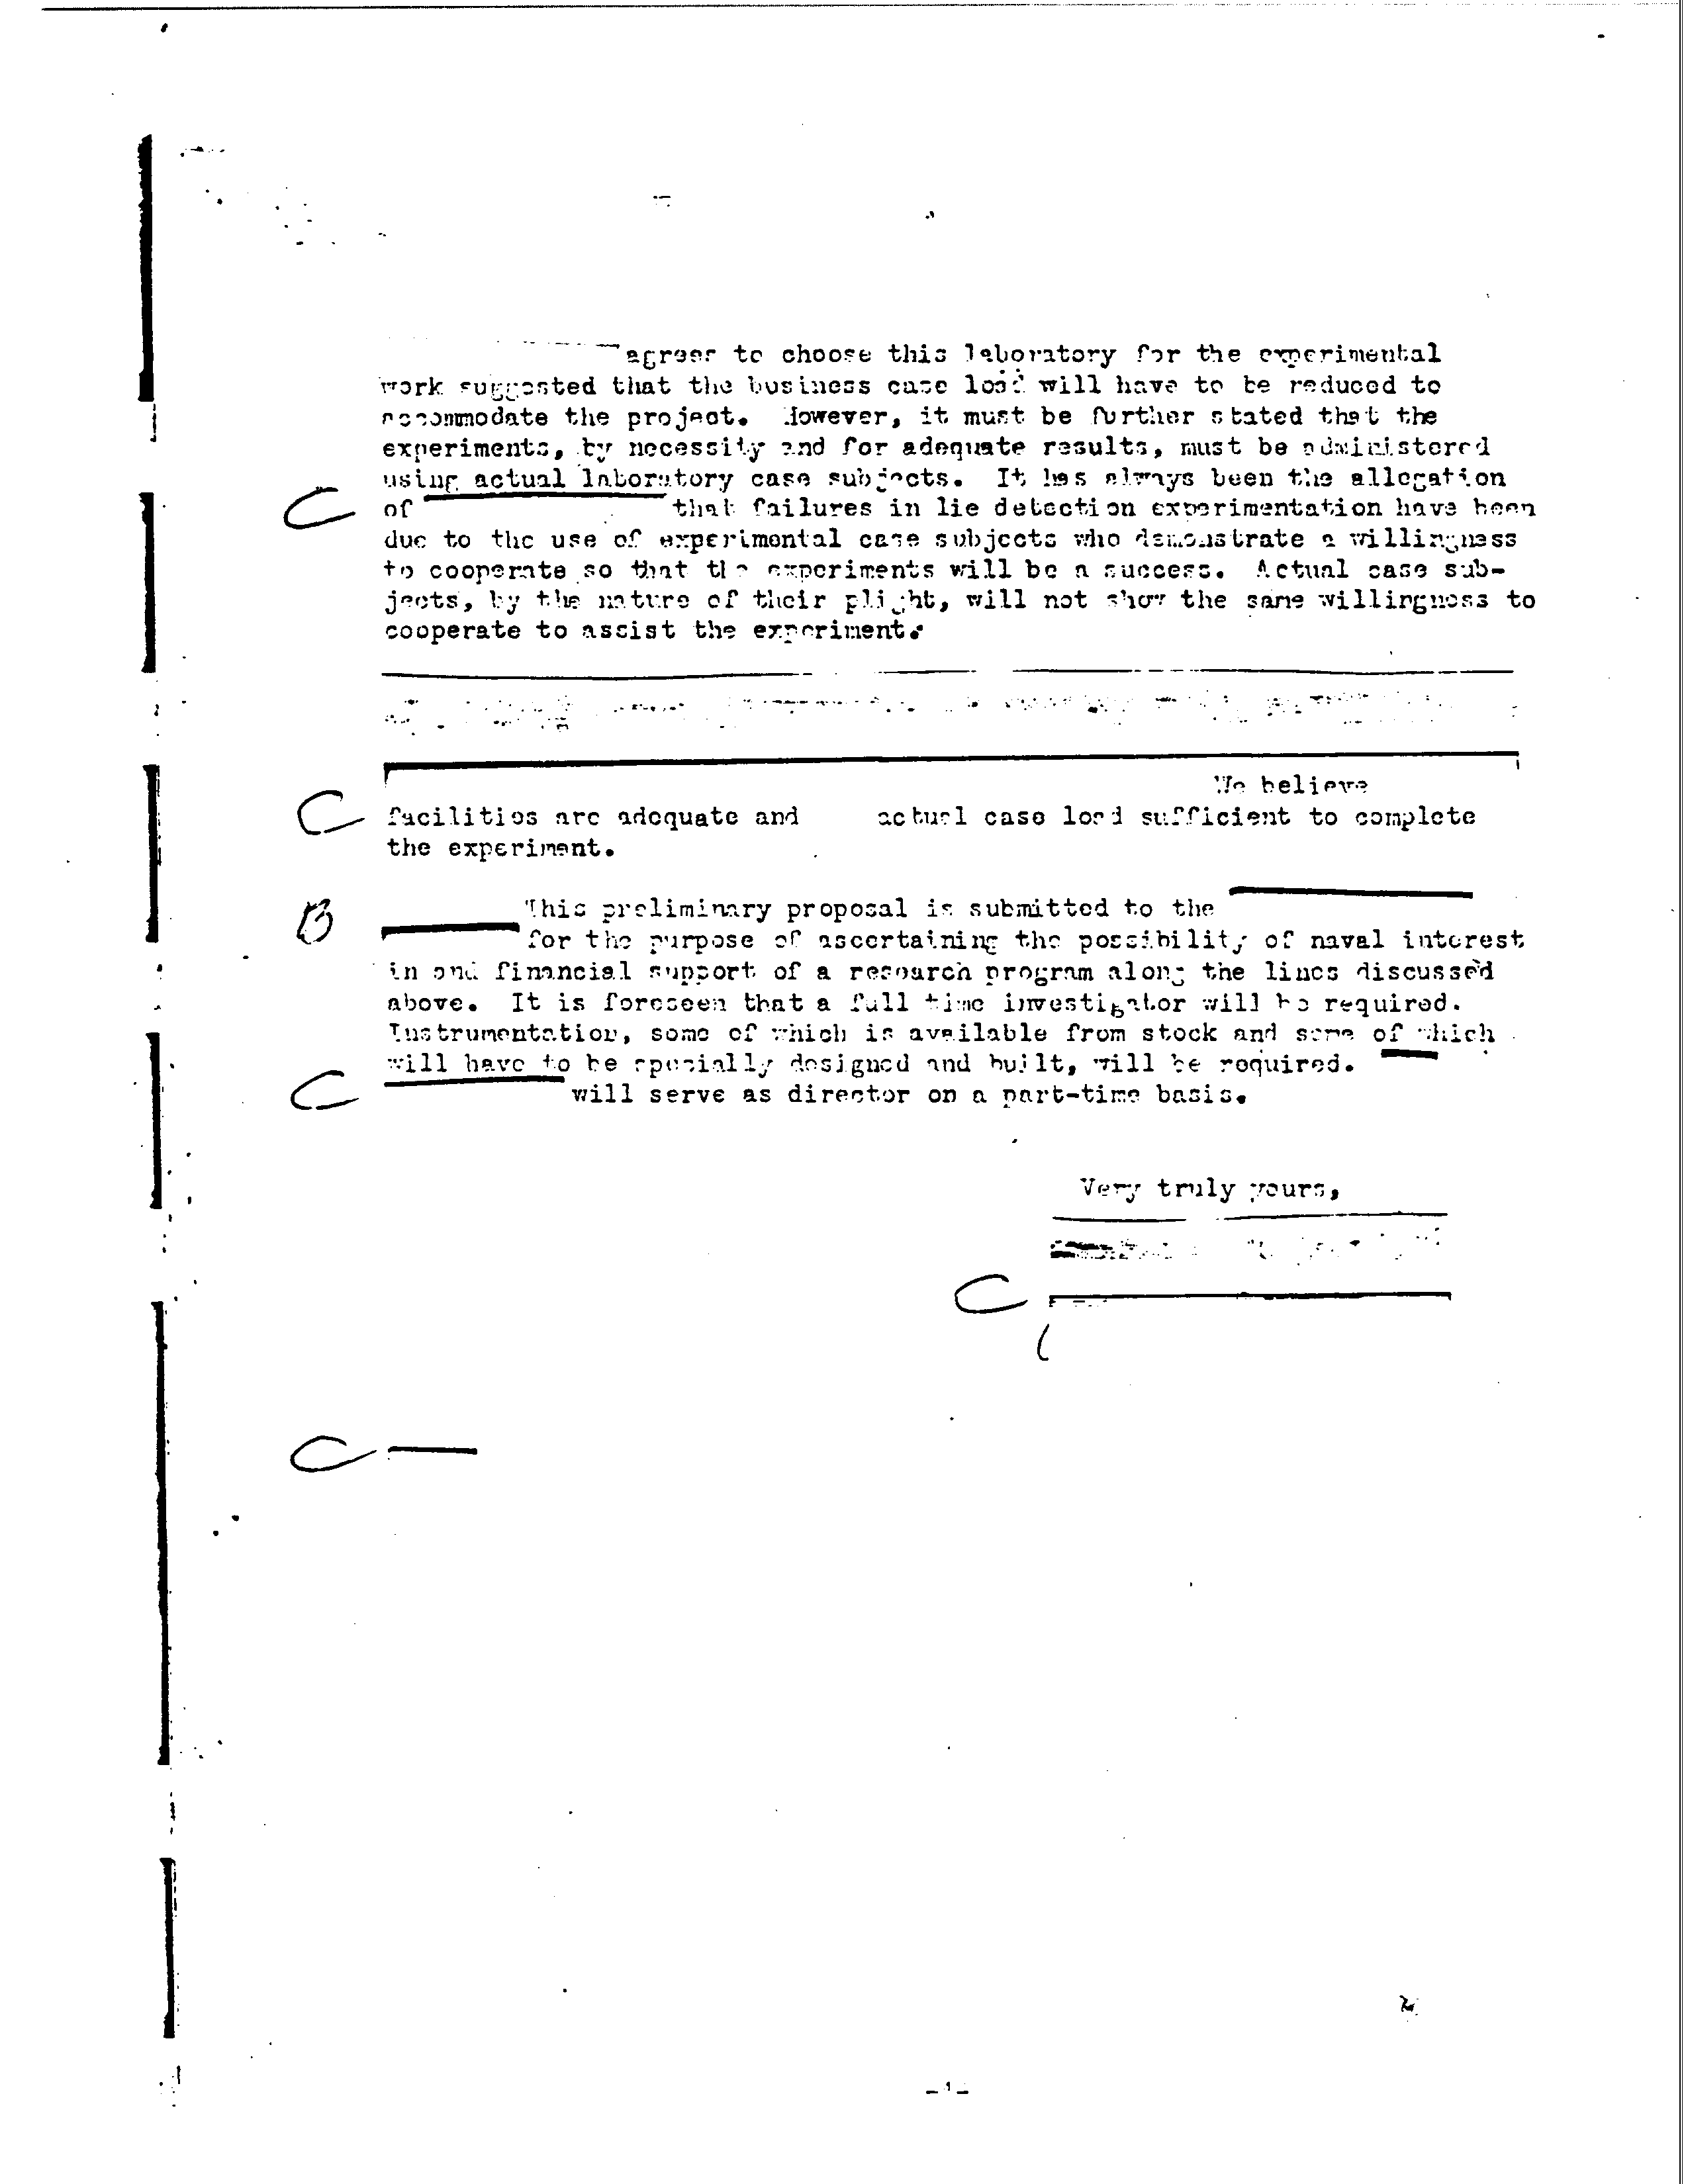 agrees to choose this laboratory for the experimental
work suggested that the business case load will have to be reduced to
accommodate the project. However, it must be further stated that the
experiments, by necessity and for adequate results, must be administered
using actual laboratory case subjects. It has always been the allegation
C of that failures in lie detection experimentation have been
due to the use of experimental case subjects who demonstrate a willingness
to cooperate so that the experiments will be a success. Actual case sub-
jects, by the nature of their plight, will not show the same willingness to
cooperate to assist the experiment.
We believe
C facilities are adequate and actual case load sufficient to complete
the experiment.
B This preliminary proposal is submitted to the
for the purpose of ascertaining the possibility of naval interest
in and financial support of a research program along the lines discussed
above. It is foreseen that a full time investigator will be required.
Instrumentation, some of which is available from stock and some of which
will have to be specially designed and built, will be required.
C will serve as director on a part-time basis.
Very truly yours,
C
C